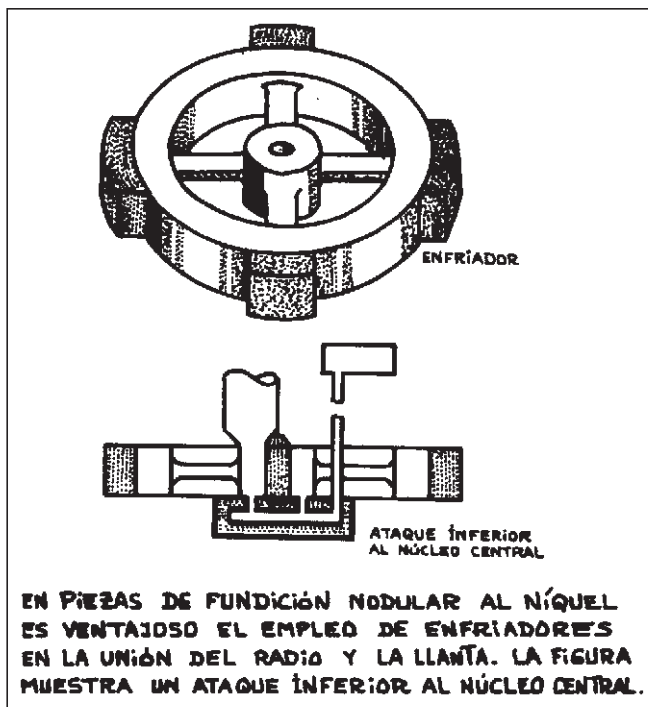 ENFRIADOR
ATAQUE INFERIOR
AL NÚCLEO CENTRAL
EN PIEZAS DE FUNDICIÓN NODULAR AL NÍQUEL
ES VENTAJOSO EL EMPLEO DE ENFRIADORES
EN LA UNIÓN DEL RADIO Y LA LLANTA. LA FIGURA
MUESTRA UN ATAQUE INFERIOR AL NÚCLEO CENTRAL.